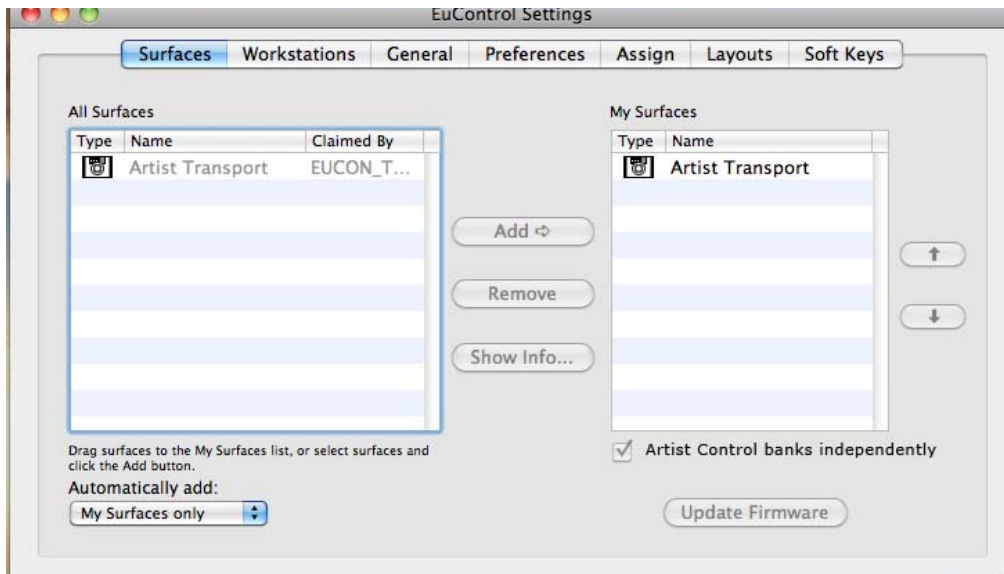 EuControl Settings
Surfaces Workstations General Preferences Assign Layouts Soft Keys
All Surfaces
Type Name Claimed By
Artist Transport EUCON_T...
Add
Remove
Show Info...
My Surfaces
Type Name
Artist Transport
Drag surfaces to the My Surfaces list, or select surfaces and
click the Add button.
Automatically add:
My Surfaces only
Artist Control banks independently
Update Firmware